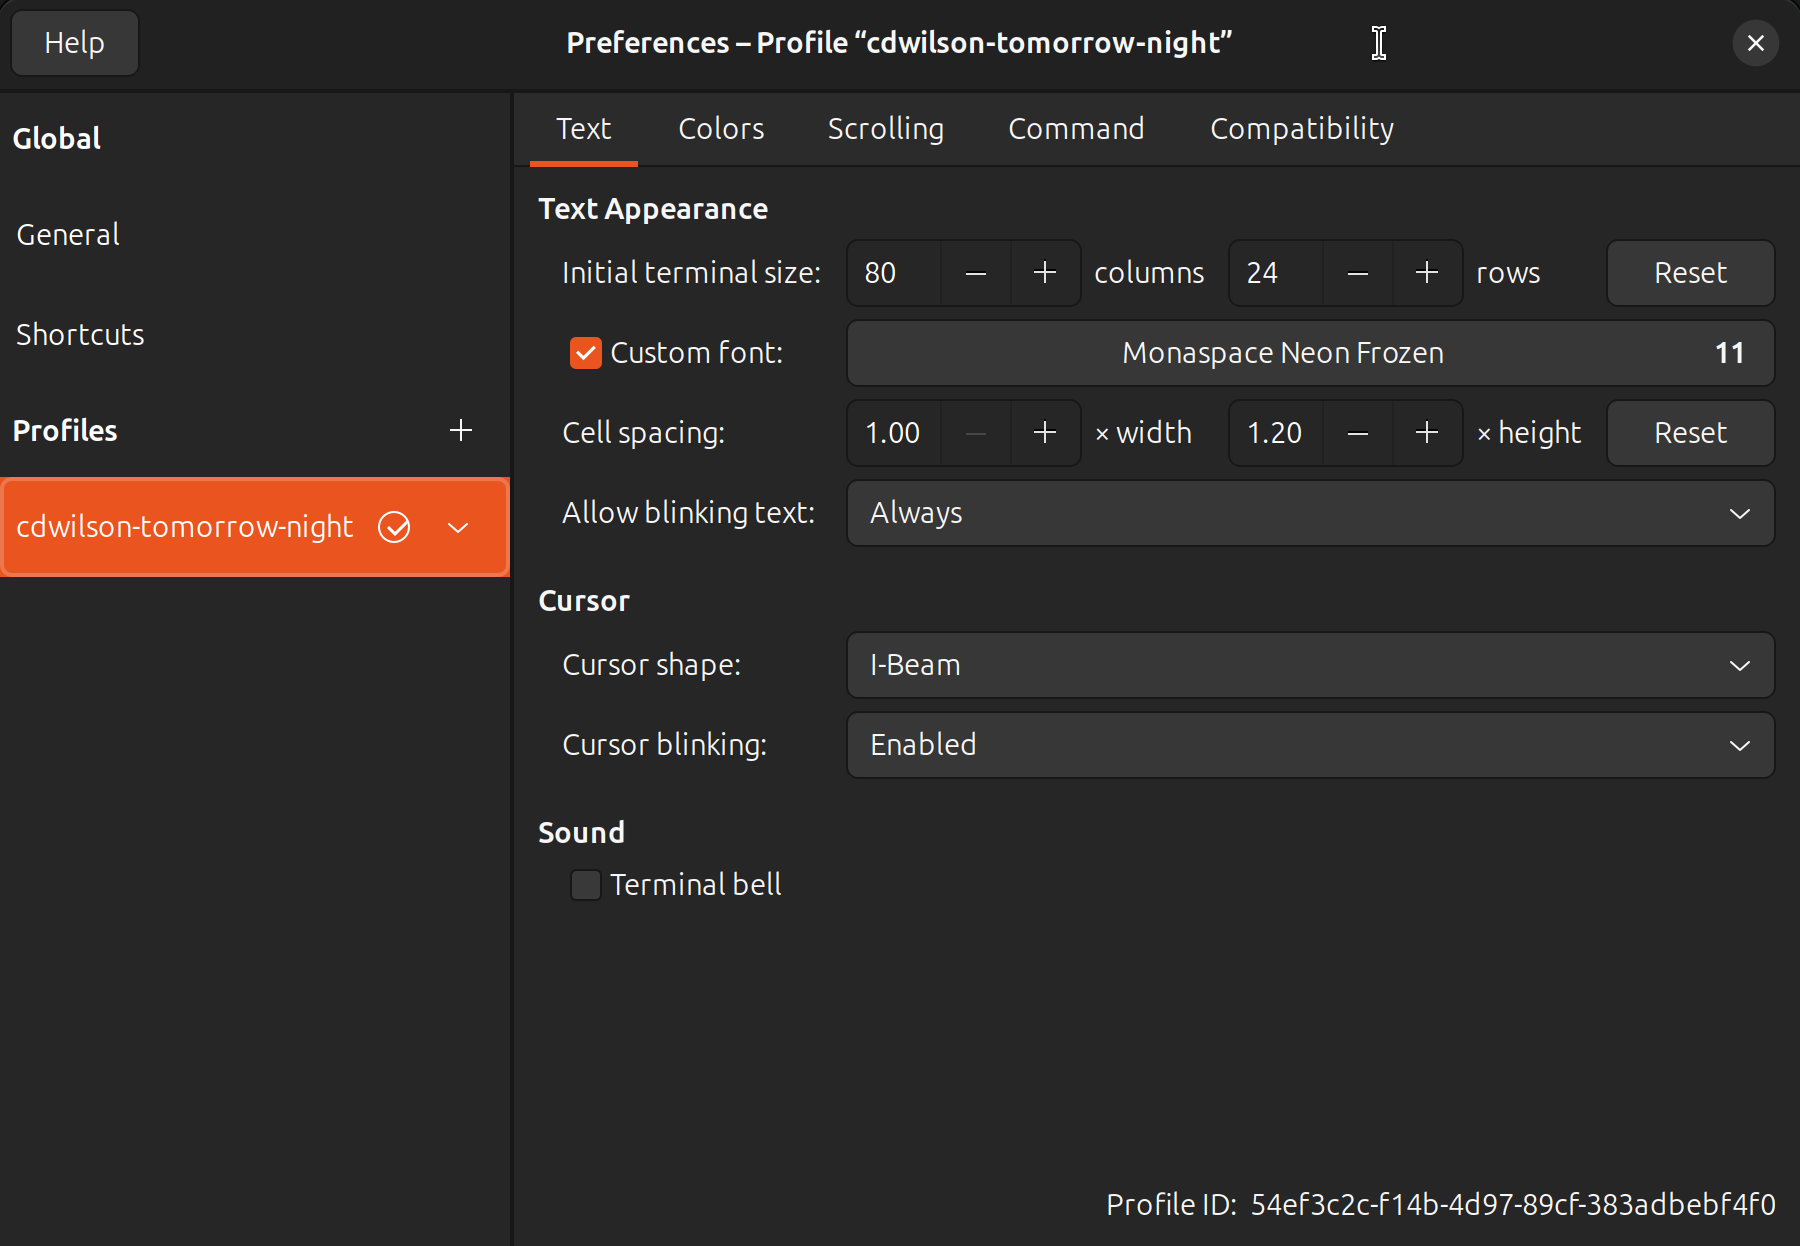 Help
Preferences – Profile “cdwilson-tomorrow-night”
Global
General
Shortcuts
Profiles
cdwilson-tomorrow-night
Text Colors Scrolling Command Compatibility
Text Appearance
Initial terminal size: 80 columns 24 rows Reset
Custom font: Monaspace Neon Frozen 11
Cell spacing: 1.00 × width 1.20 × height Reset
Allow blinking text: Always
Cursor
Cursor shape: I-Beam
Cursor blinking: Enabled
Sound
Terminal bell
Profile ID: 54ef3c2c-f14b-4d97-89cf-383adbebf4f0